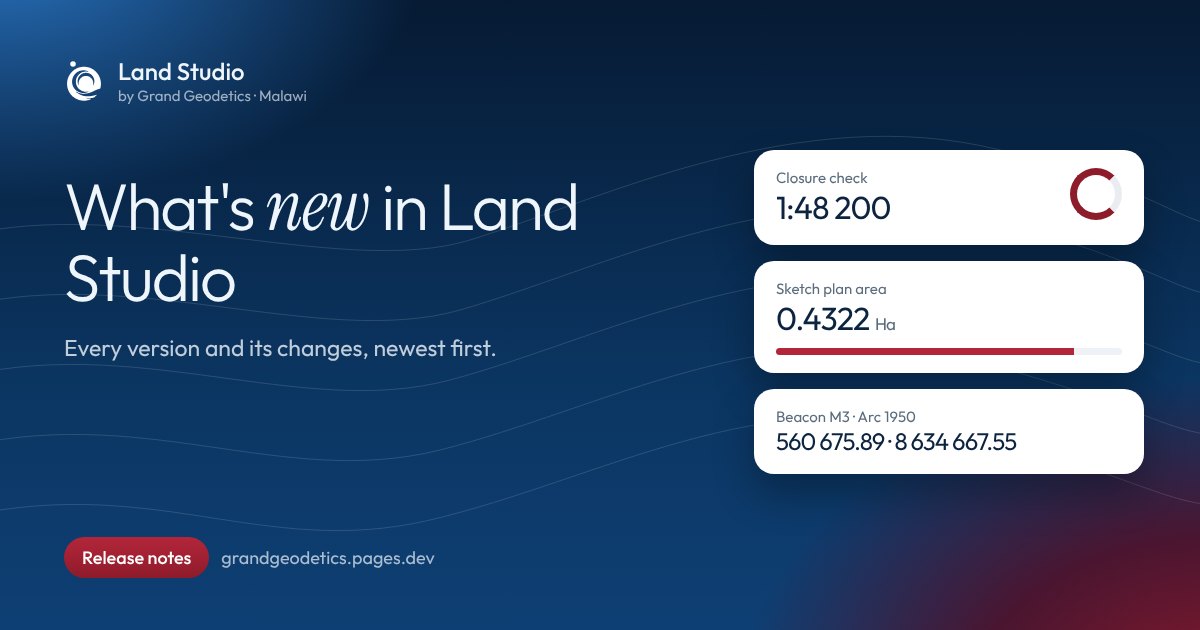 Land Studio
by Grand Geodetics · Malawi
What's new in Land
Studio
Every version and its changes, newest first.
Closure check
1:48 200
Sketch plan area
0.4322 Ha
Beacon M3 · Arc 1950
560 675.89 · 8 634 667.55
Release notes
grandgeodetics.pages.dev